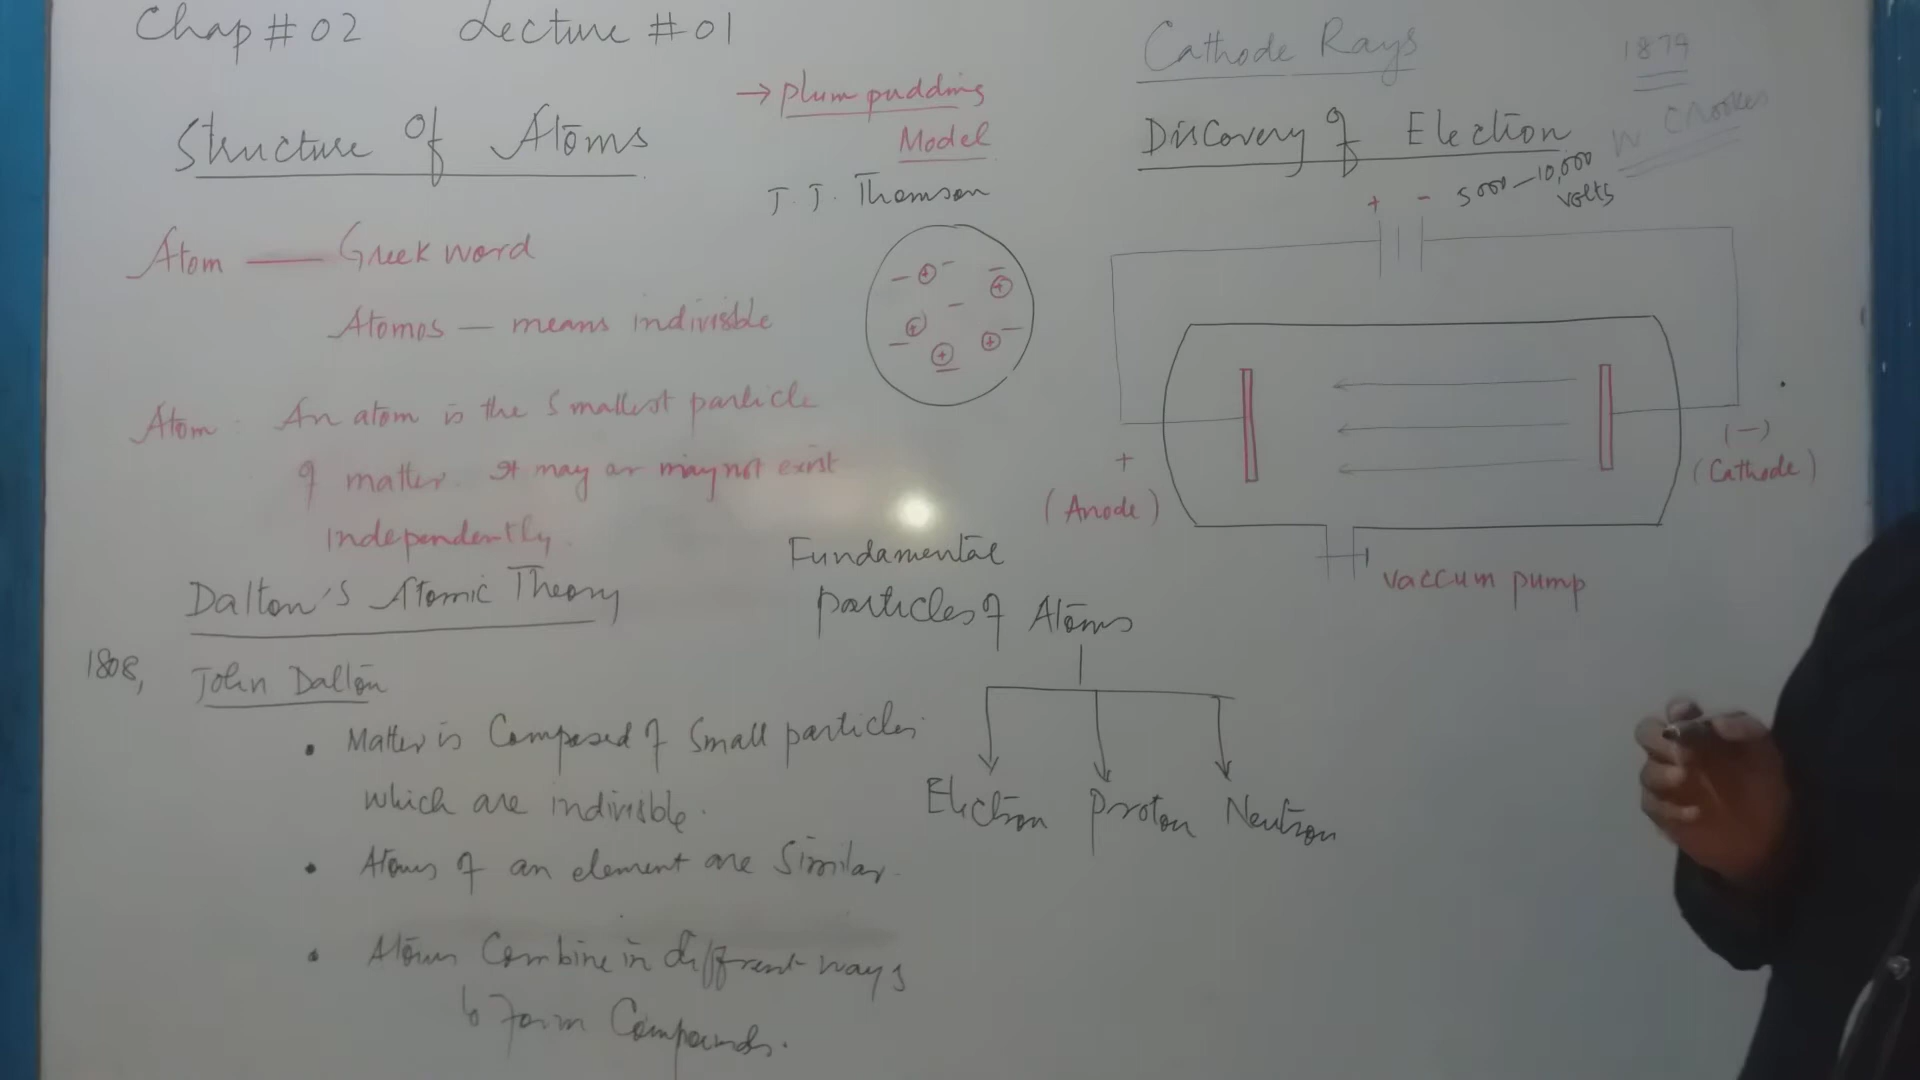 Chap # 02 Lecture # 01
Structure of Atoms
Atom — Greek word
Atomos — means indivisible
Atom: An atom is the smallest particle
of matter. It may or may not exist
independently.
Dalton's Atomic Theory
1808, John Dalton
• Matter is Composed of Small particles
which are indivisible.
• Atoms of an element are Similar.
• Atoms Combine in different ways
to form Compounds.
→ plum pudding
Model
J. J. Thomson
− + − − +
−
+ − + −
+ −
Fundamental
particles of Atoms
Electron Proton Neutron
Cathode Rays
1879
W Crookes
Discovery of Electron
+ − 5000 — 10,000
volts
+
(Anode)
(−)
(Cathode)
vaccum pump